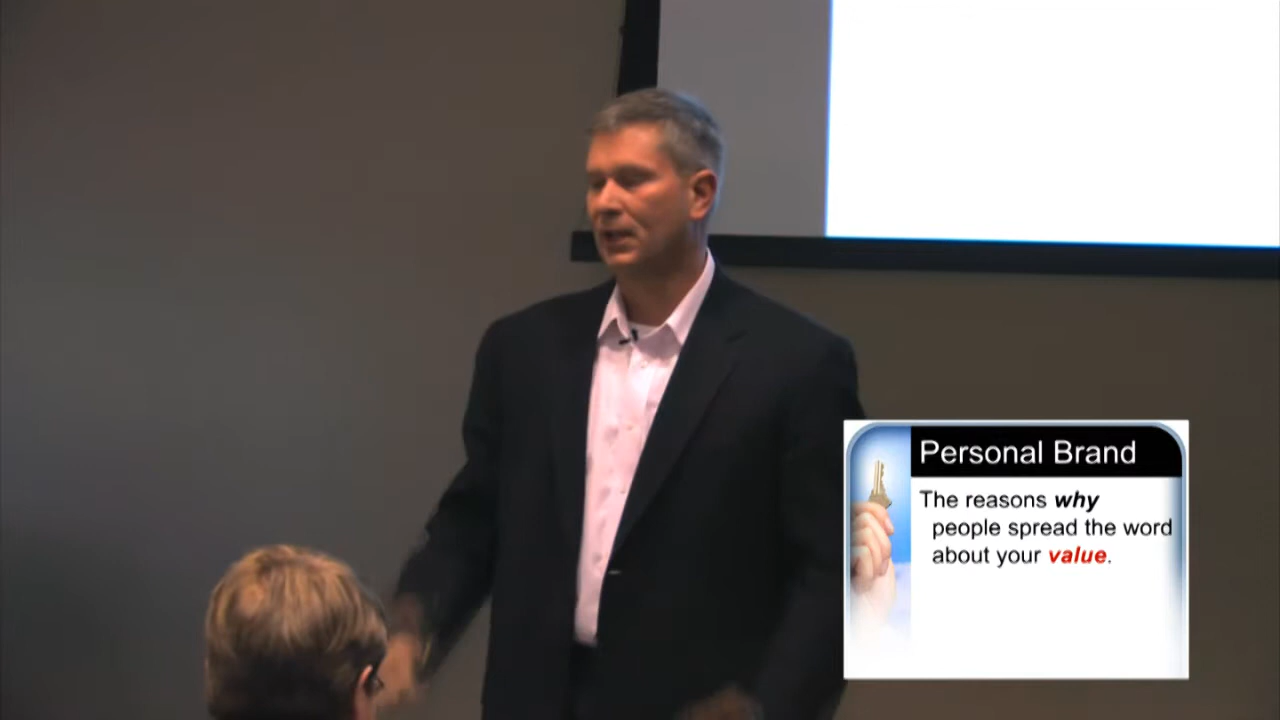 Personal Brand
The reasons why
people spread the word
about your value.